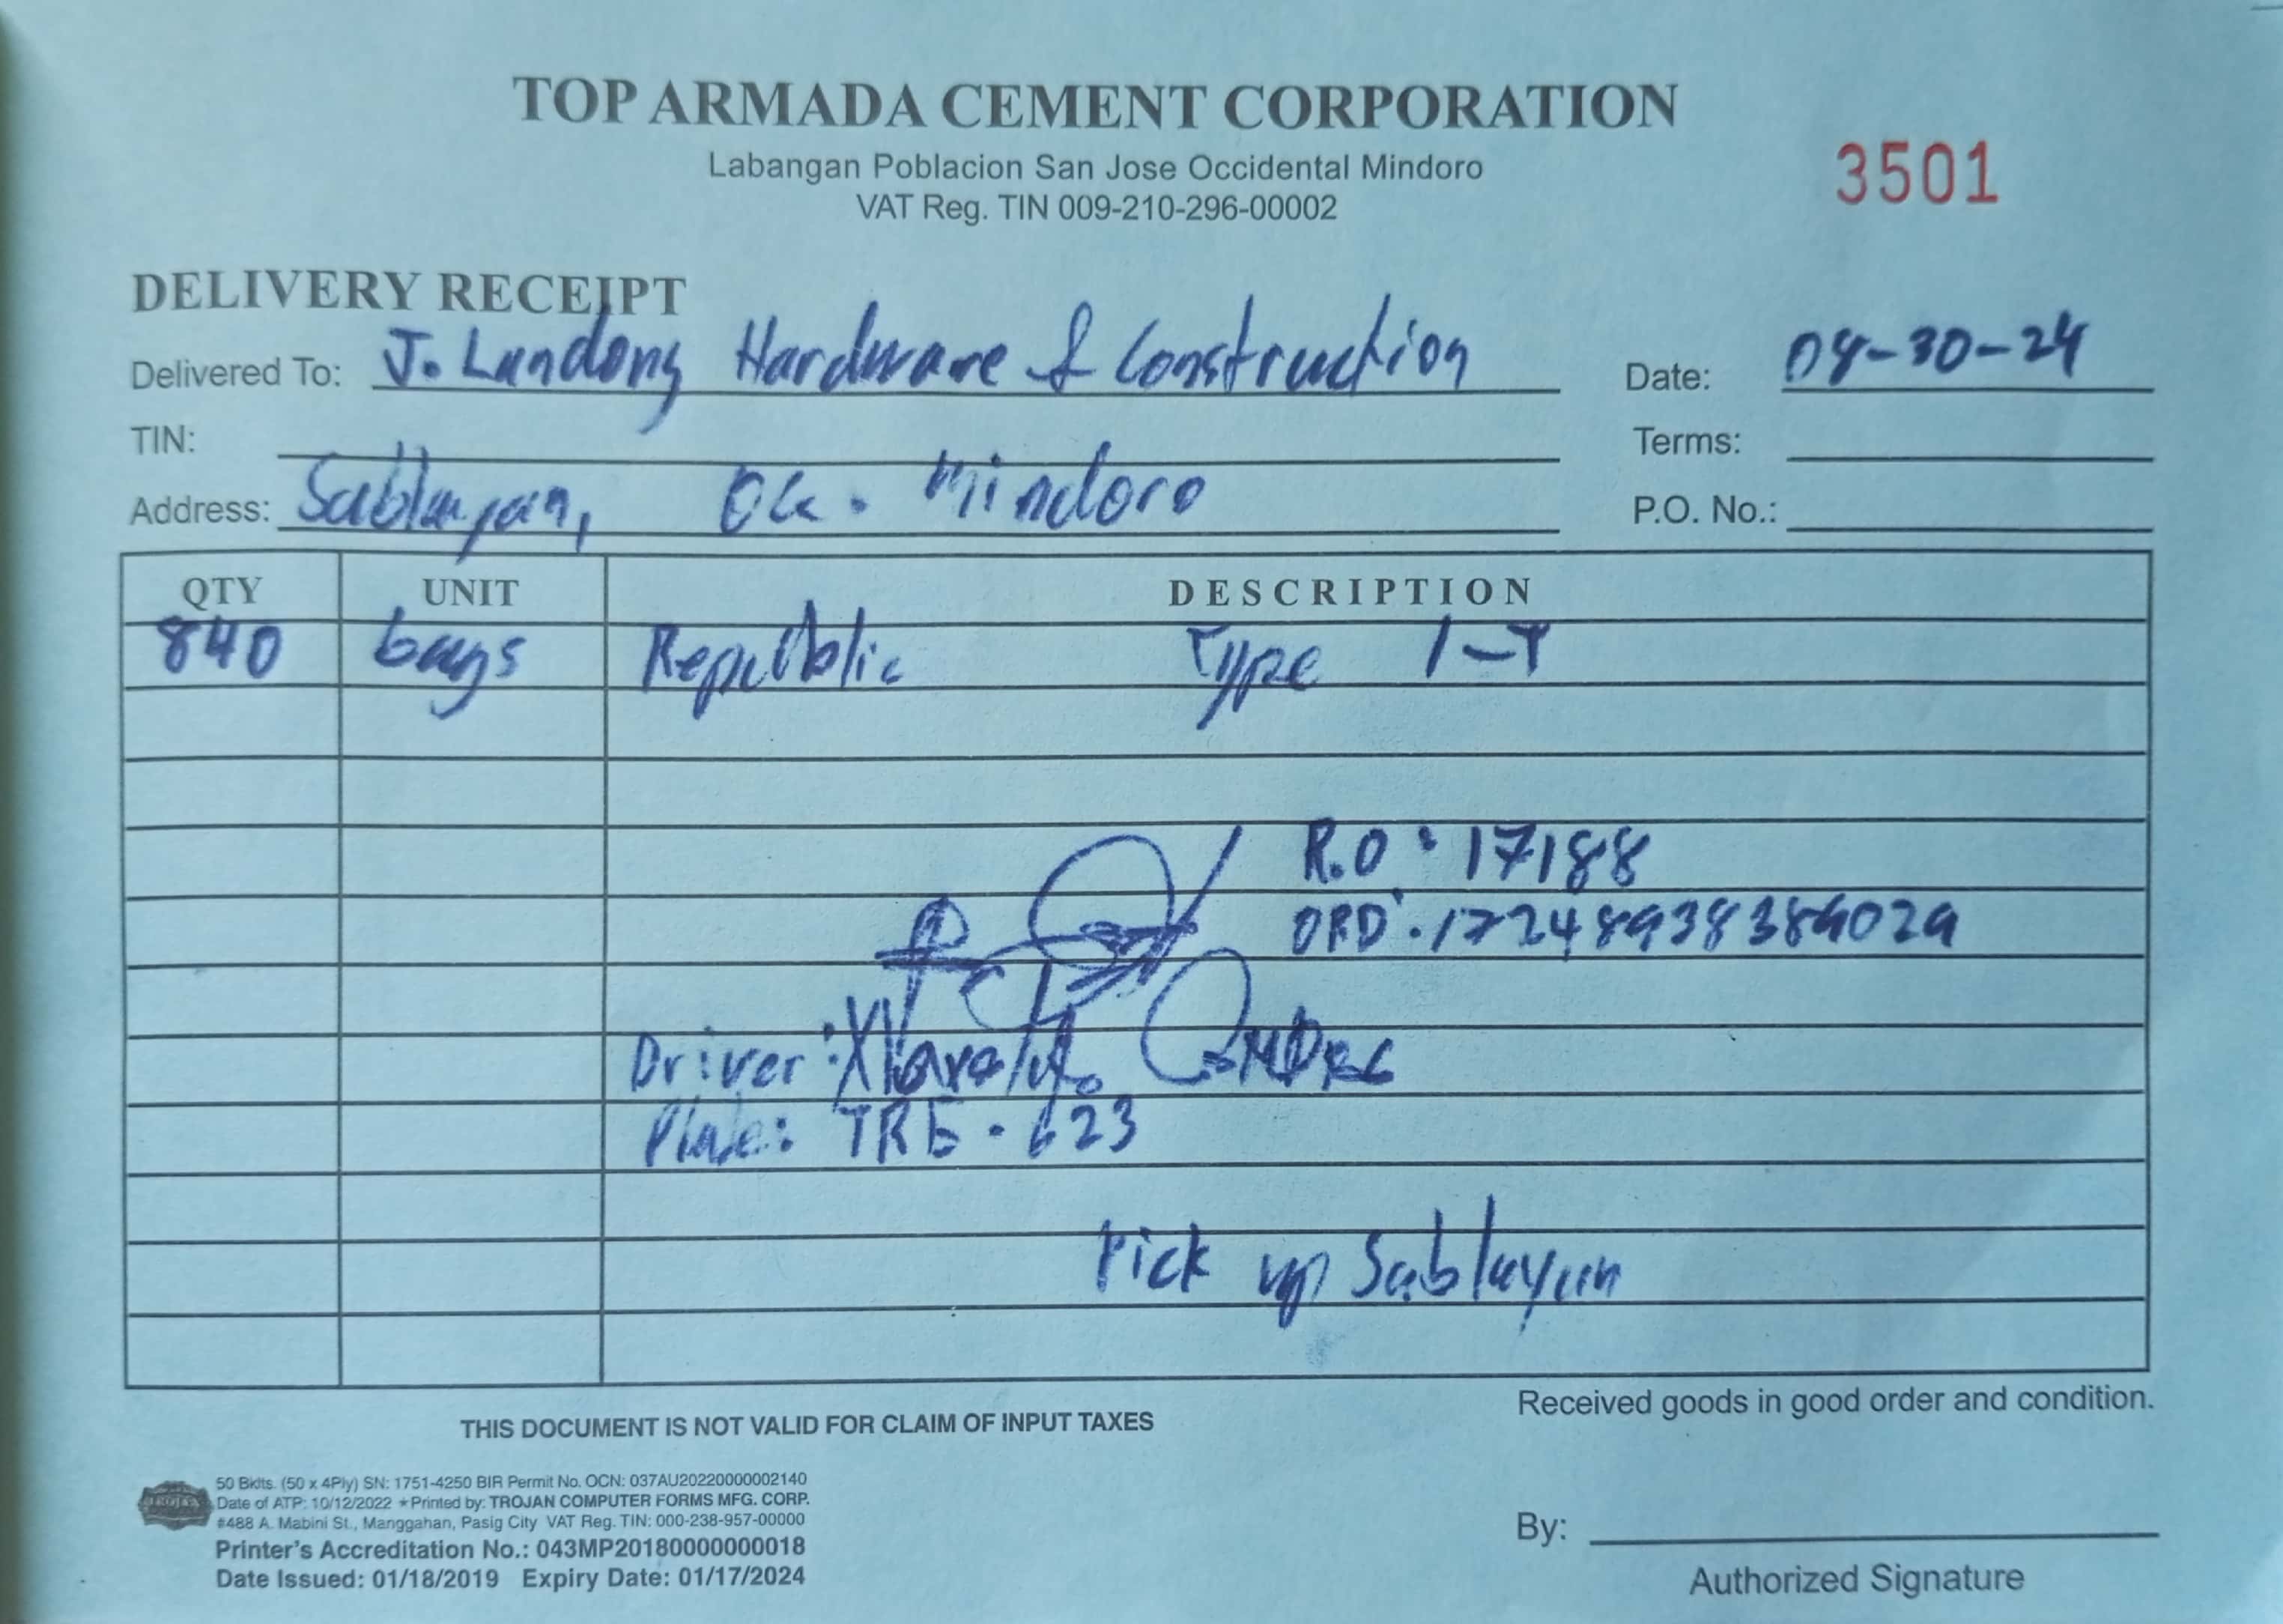 TOP ARMADA CEMENT CORPORATION
Labangan Poblacion San Jose Occidental Mindoro
VAT Reg. TIN 009-210-296-00002
3501
DELIVERY RECEIPT
Delivered To: J. Landong Hardware & Construction
Date: 08-30-24
TIN:
Terms:
Address: Sablayan, Occ. Mindoro
P.O. No.:
QTY UNIT DESCRIPTION
840 bags Republic Type 1-T
R.O: 17188
ORD:
Driver:
Plate: TRE-623
Pick up Sablayan
Received goods in good order and condition.
THIS DOCUMENT IS NOT VALID FOR CLAIM OF INPUT TAXES
50 Bklts. (50 x 4Ply) SN: 1751-4250 BIR Permit No. OCN: 037AU20220000002140
Date of ATP: 10/12/2022 ★Printed by: TROJAN COMPUTER FORMS MFG. CORP.
#488 A. Mabini St., Manggahan, Pasig City VAT Reg. TIN: 000-238-957-00000
Printer's Accreditation No.: 043MP20180000000018
Date Issued: 01/18/2019 Expiry Date: 01/17/2024
TROJAN
By:
Authorized Signature